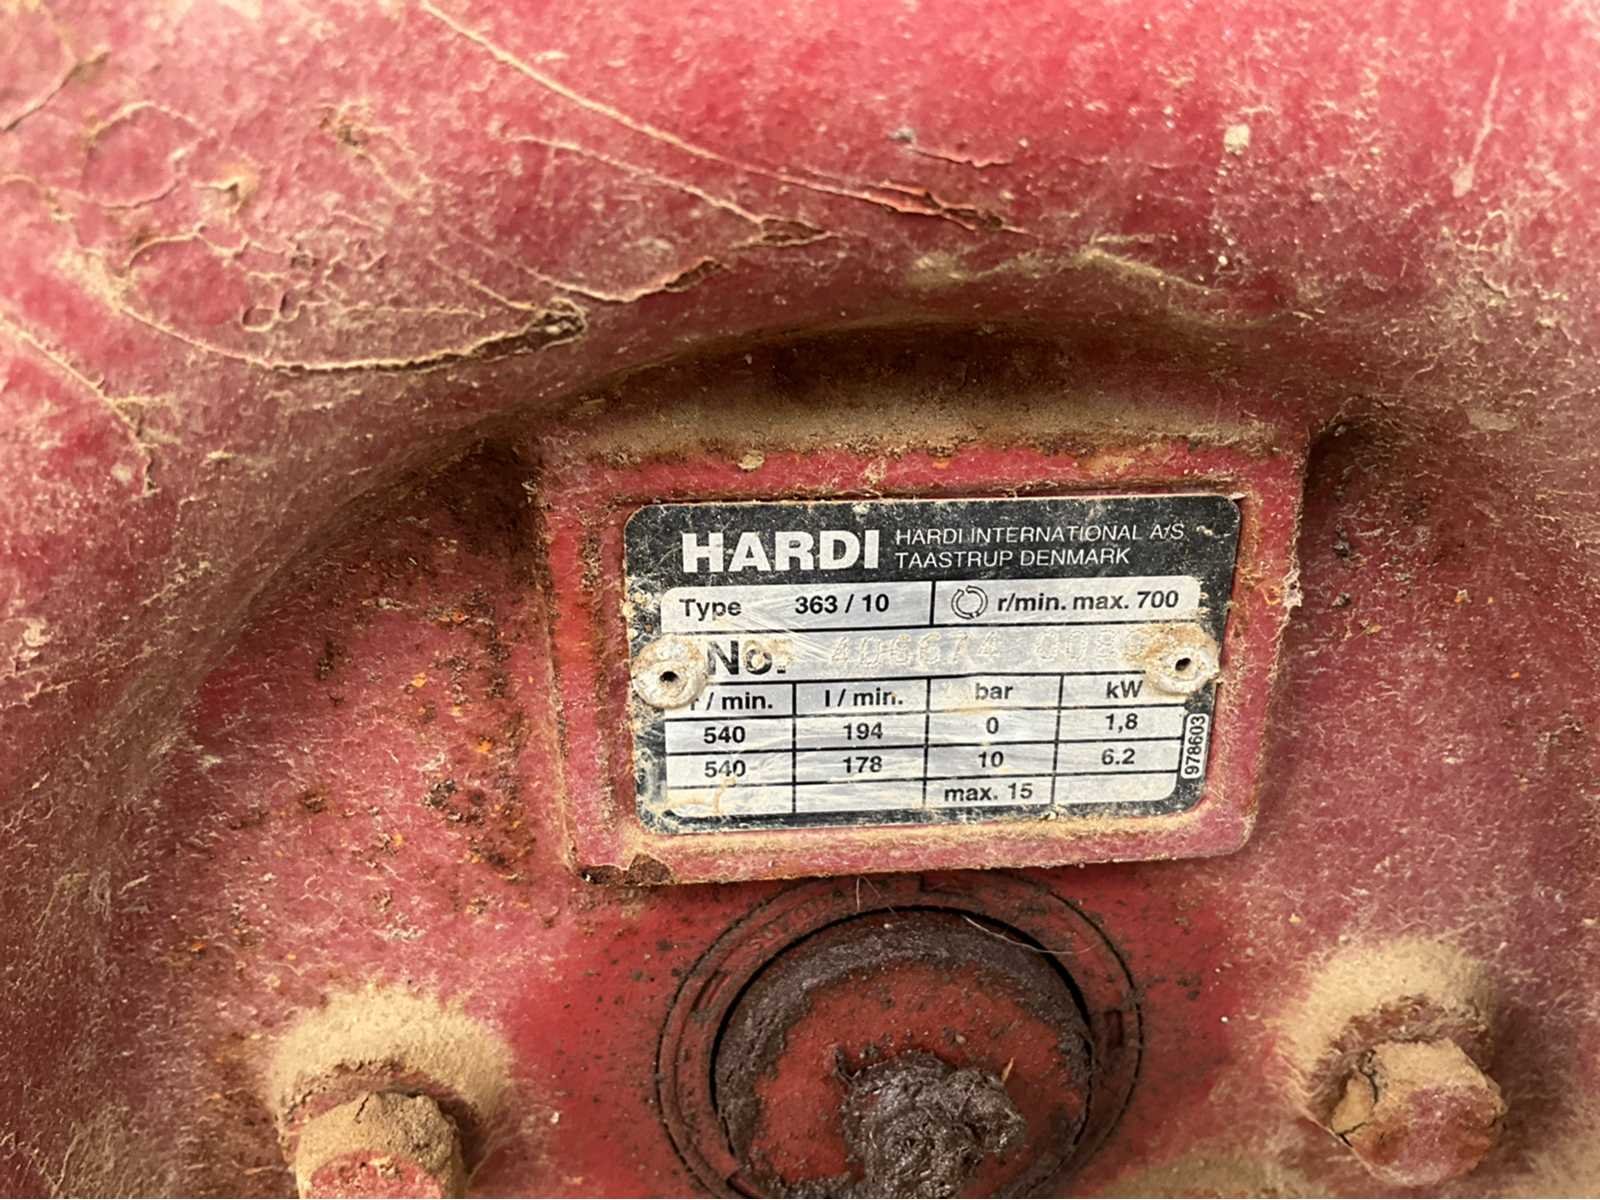 HARDI HARDI INTERNATIONAL A/S
TAASTRUP DENMARK
Type 363 / 10 r/min. max. 700
No.
r / min. l / min. bar kW
540 194 0 1,8
540 178 10 6.2
max. 15
978603